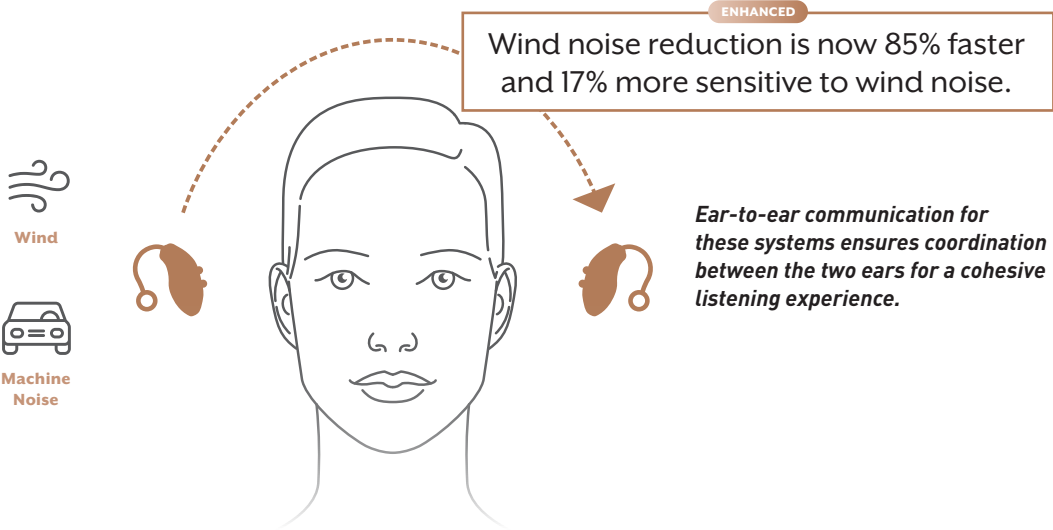 ENHANCED
Wind noise reduction is now 85% faster
and 17% more sensitive to wind noise.
Wind
Machine
Noise
Ear-to-ear communication for
these systems ensures coordination
between the two ears for a cohesive
listening experience.